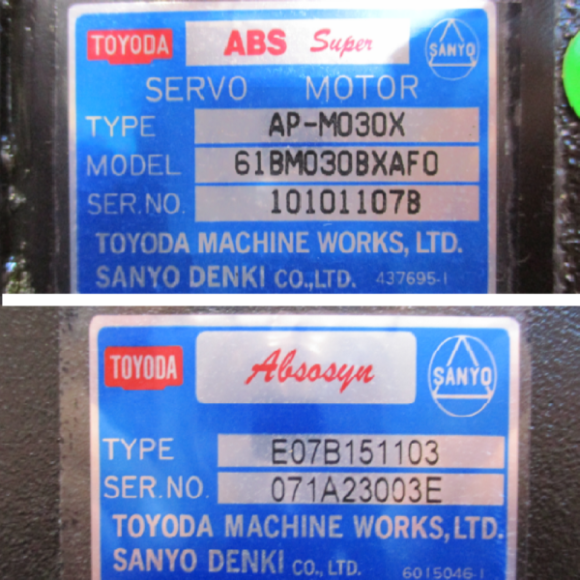 TOYODA ABS Super SANYO
SERVO MOTOR
TYPE AP-M030X
MODEL 61BM030BXAF0
SER.NO. 10101107B
TOYODA MACHINE WORKS, LTD.
SANYO DENKI CO.,LTD. 437695-1
TOYODA Absosyn SANYO
TYPE E07B151103
SER.NO. 071A23003E
TOYODA MACHINE WORKS, LTD.
SANYO DENKI CO., LTD. 6015046-1